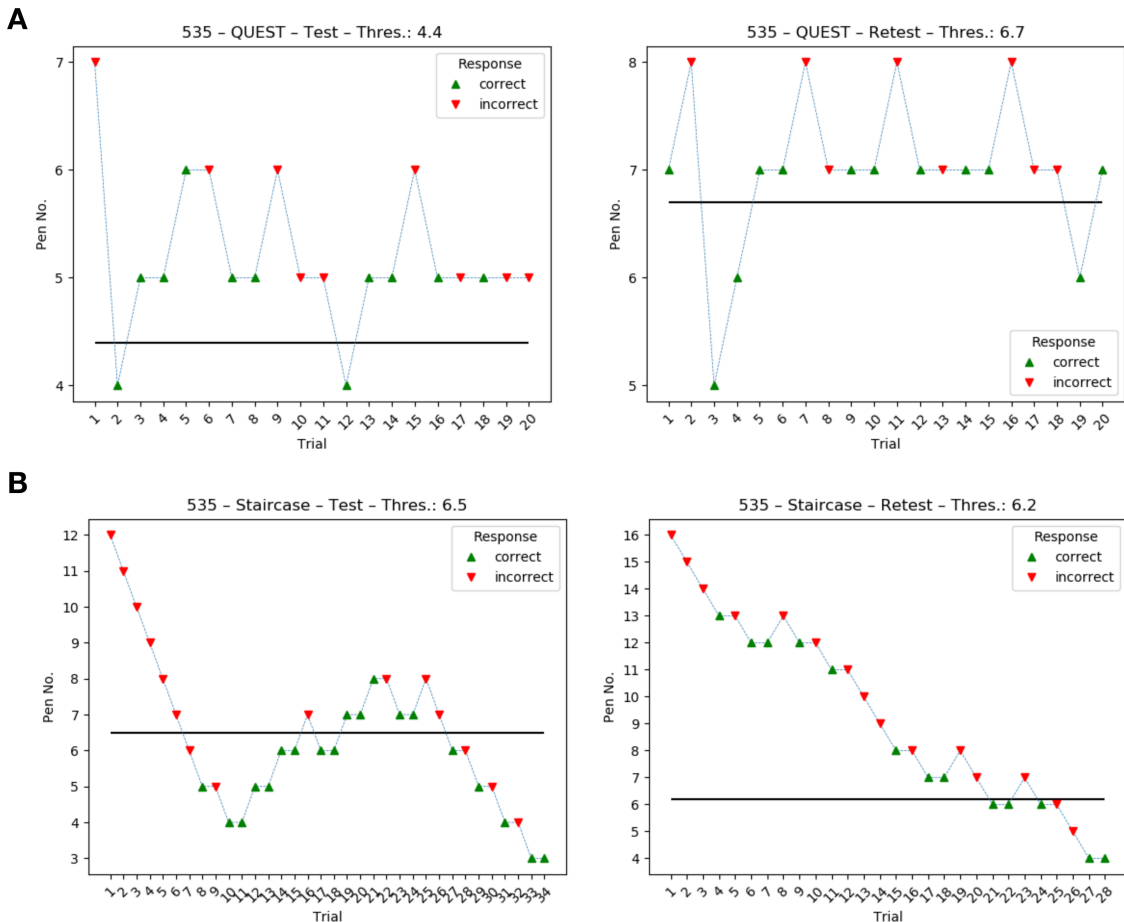 A
535 – QUEST – Test – Thres.: 4.4
Response
correct
incorrect
Pen No.
7
6
5
4
1 2 3 4 5 6 7 8 9 10 11 12 13 14 15 16 17 18 19 20
Trial
535 – QUEST – Retest – Thres.: 6.7
Pen No.
8
7
6
5
Response
correct
incorrect
1 2 3 4 5 6 7 8 9 10 11 12 13 14 15 16 17 18 19 20
Trial
B
535 – Staircase – Test – Thres.: 6.5
Response
correct
incorrect
Pen No.
12
11
10
9
8
7
6
5
4
3
1 2 3 4 5 6 7 8 9 10 11 12 13 14 15 16 17 18 19 20 21 22 23 24 25 26 27 28 29 30 31 32 33 34
Trial
535 – Staircase – Retest – Thres.: 6.2
Response
correct
incorrect
Pen No.
16
15
14
13
12
11
10
9
8
7
6
5
4
1 2 3 4 5 6 7 8 9 10 11 12 13 14 15 16 17 18 19 20 21 22 23 24 25 26 27 28
Trial